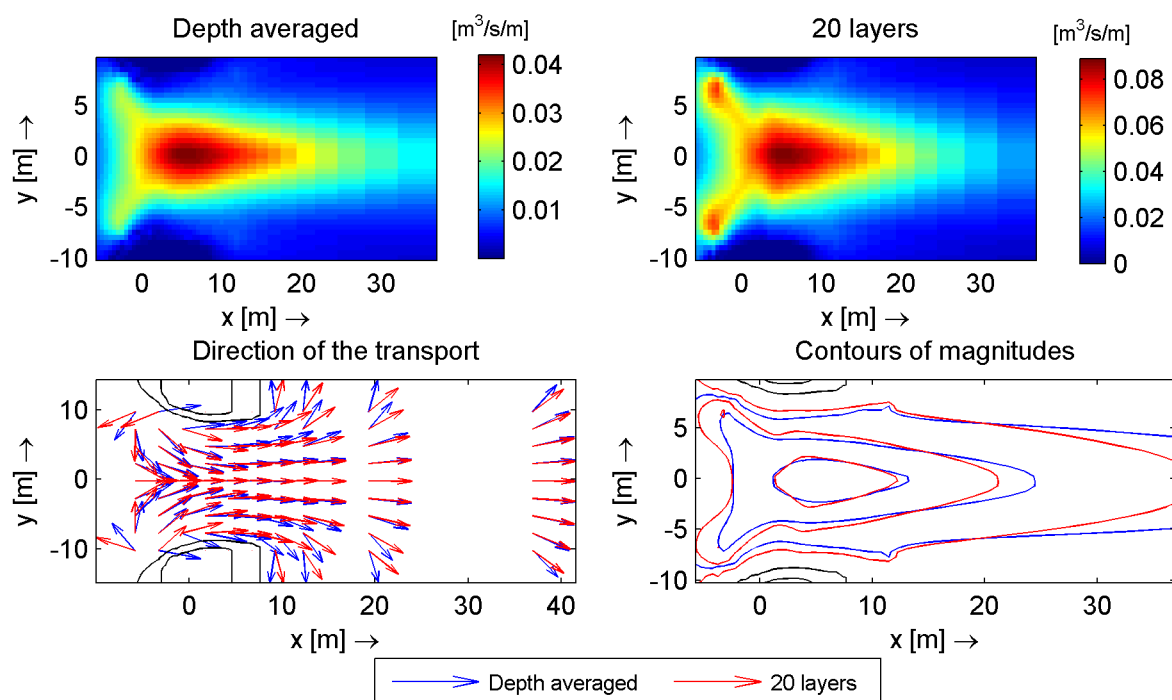 Depth averaged
[m³/s/m]
5
0
-5
-10
0 10 20 30
y [m] →
x [m] →
0.04
0.03
0.02
0.01
20 layers
[m³/s/m]
5
0
-5
-10
0 10 20 30
y [m] →
x [m] →
0.08
0.06
0.04
0.02
0
Direction of the transport
10
0
-10
0 10 20 30 40
y [m] →
x [m] →
Contours of magnitudes
5
0
-5
-10
0 10 20 30
y [m] →
x [m] →
Depth averaged
20 layers